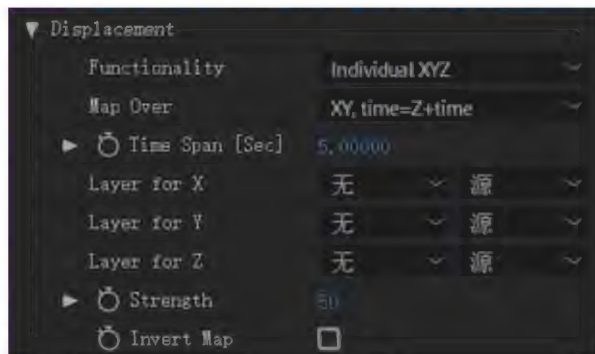 Displacement
Functionality Individual XYZ
Map Over XY, time=Z+time
Time Span [Sec] 5.00000
Layer for X 无 源
Layer for Y 无 源
Layer for Z 无 源
Strength 50
Invert Map